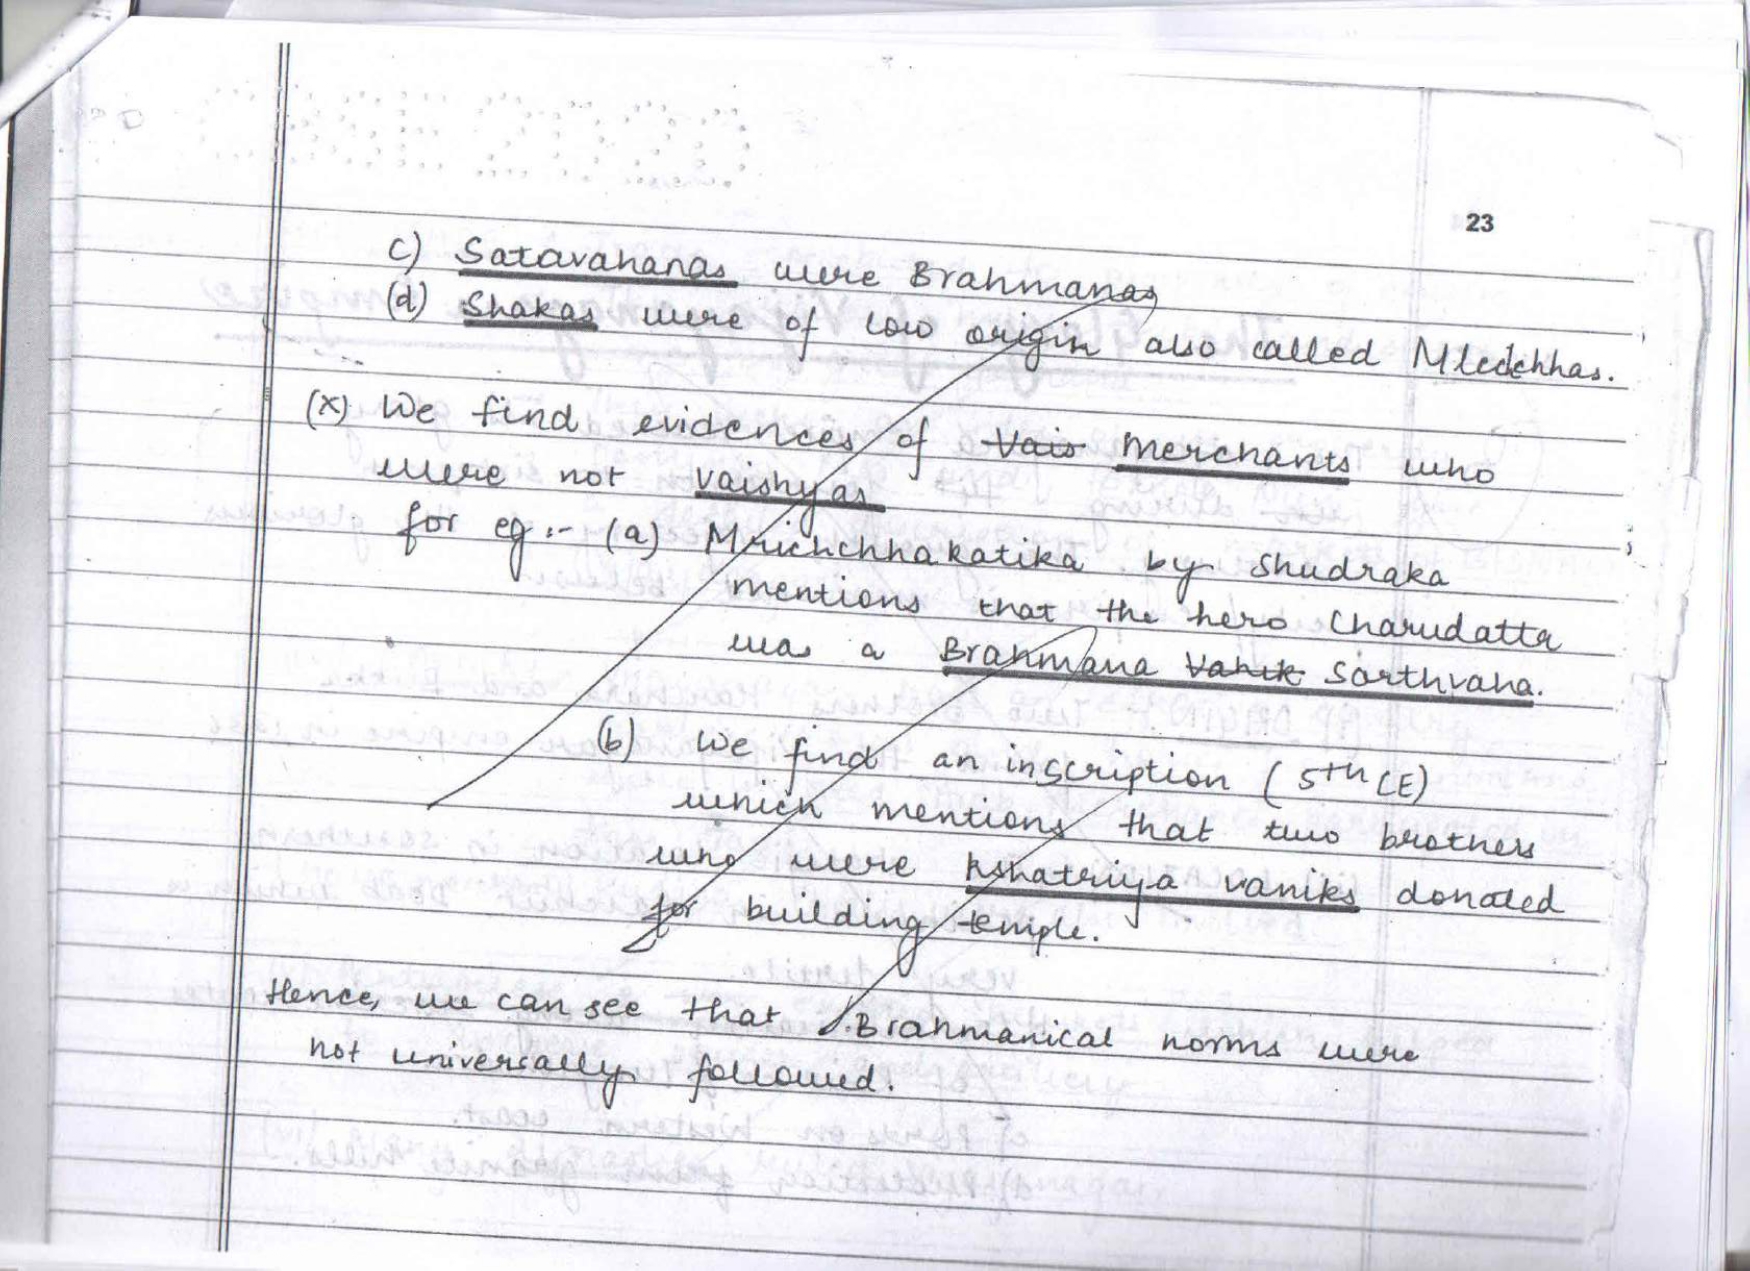 23
c) Satavahanas were Brahmanas
(d) Shakas were of low origin also called Mlechhas.
(x) We find evidences of Vais Merchants who
were not Vaishyas
for eg :- (a) Mrichchhakatika by Shudraka
mentions that the hero Charudatta
was a Brahmana Vanik Sarthvaha.
(b) We find an inscription (5th CE)
which mentions that two brothers
who were kshatriya vaniks donated
for building temple.
Hence, we can see that Brahmanical norms were
not universally followed.